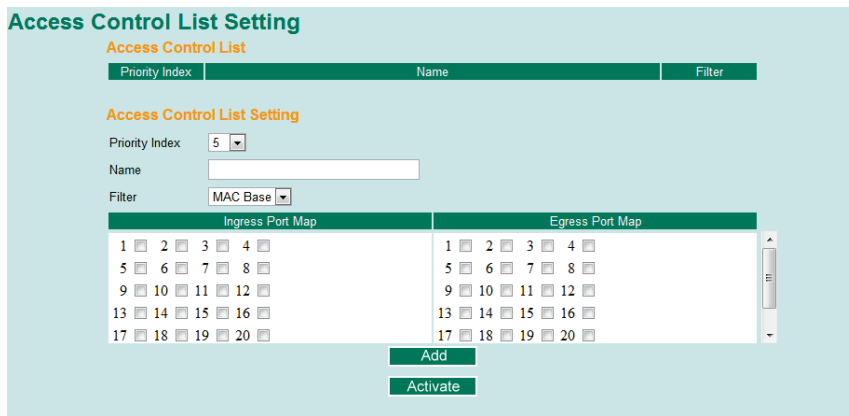 Access Control List Setting
Access Control List
Priority Index Name Filter
Access Control List Setting
Priority Index 5
Name
Filter MAC Base
Ingress Port Map Egress Port Map
1 2 3 4 1 2 3 4
5 6 7 8 5 6 7 8
9 10 11 12 9 10 11 12
13 14 15 16 13 14 15 16
17 18 19 20 17 18 19 20
Add
Activate